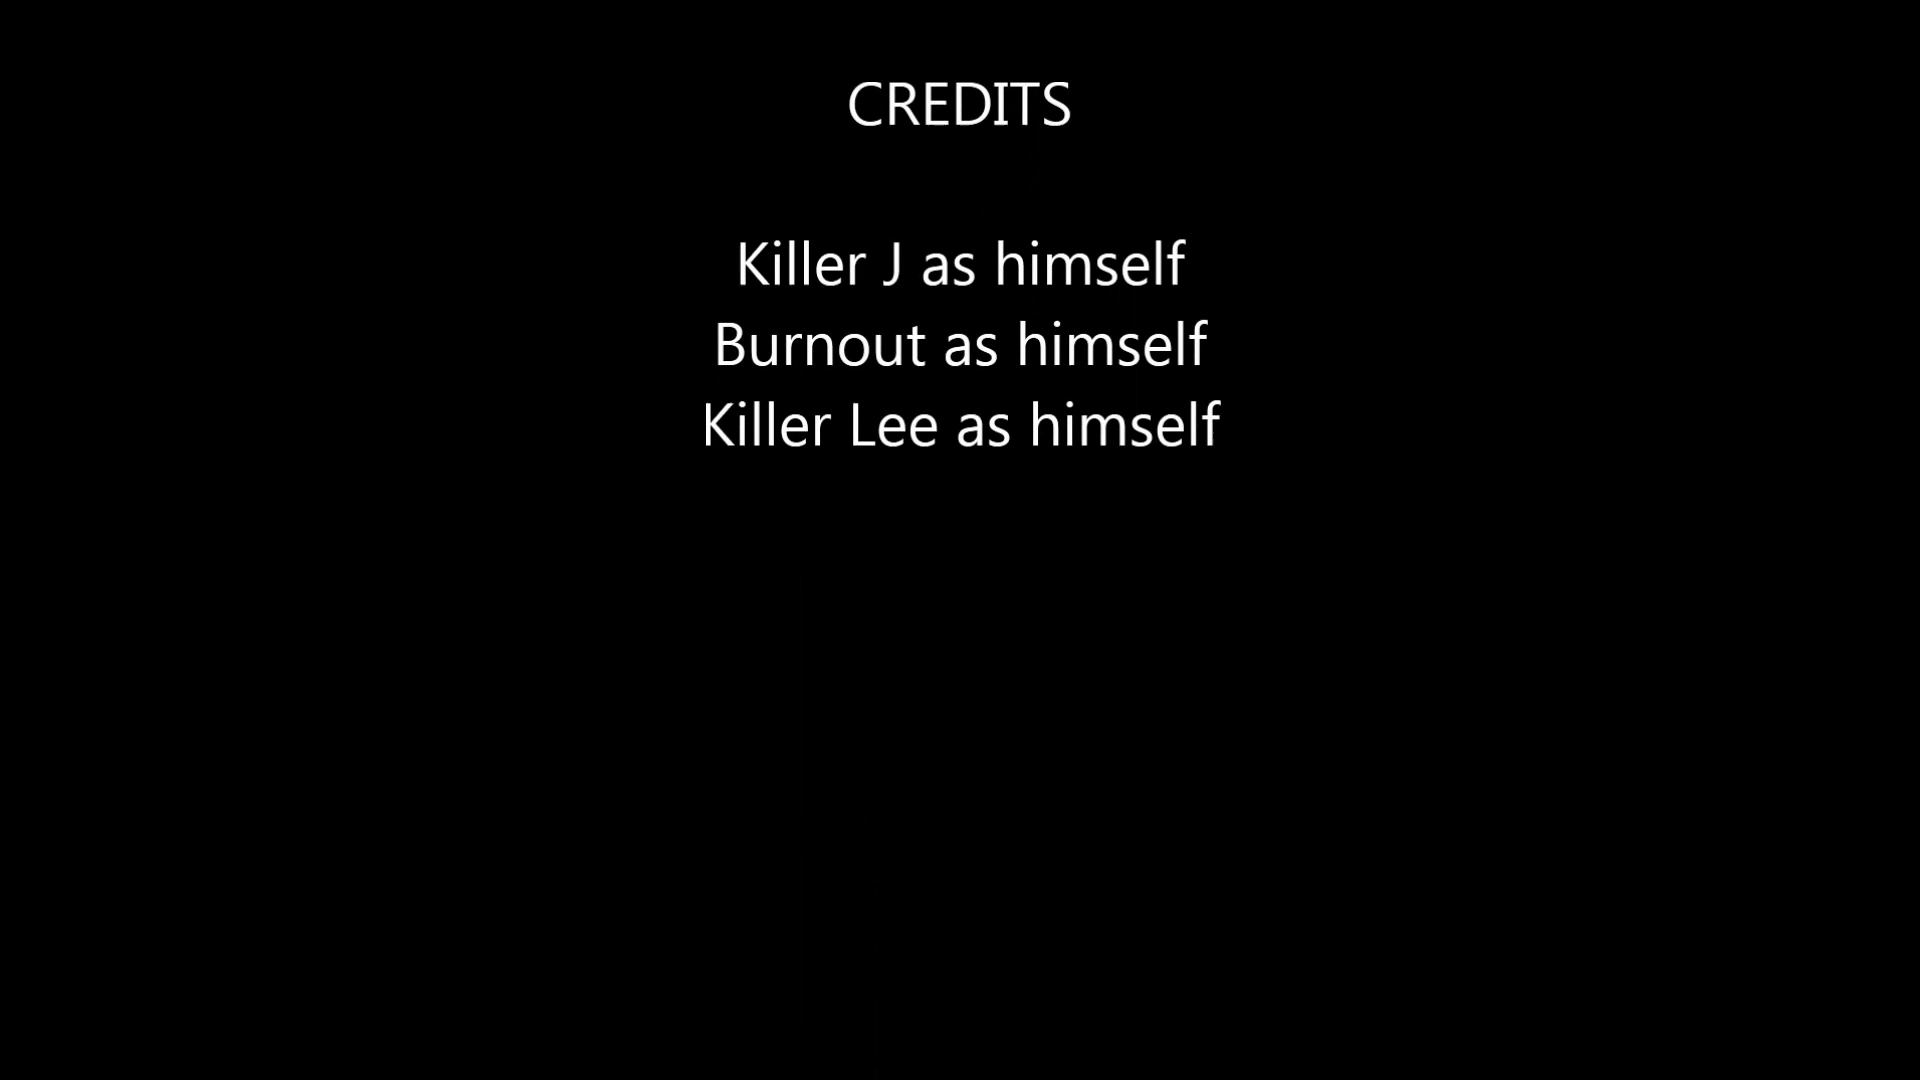 CREDITS
Killer J as himself
Burnout as himself
Killer Lee as himself